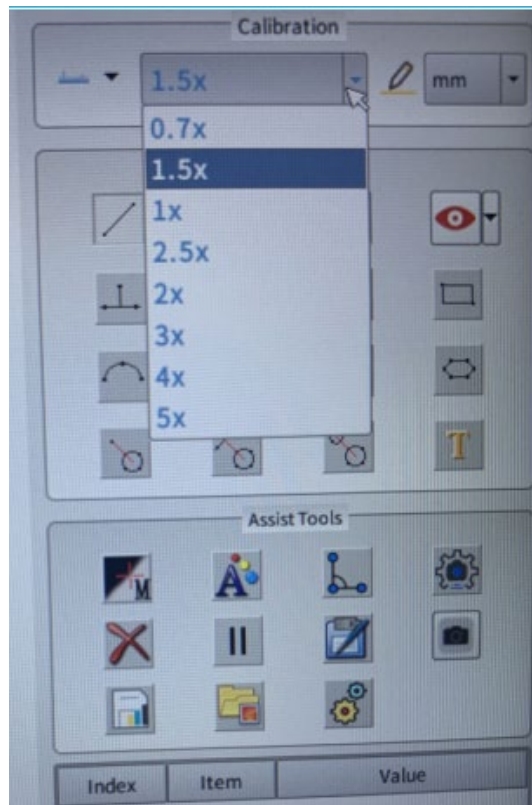 Calibration
1.5x
mm
0.7x
1.5x
1x
2.5x
2x
3x
4x
5x
T
Assist Tools
M
A
Index Item Value